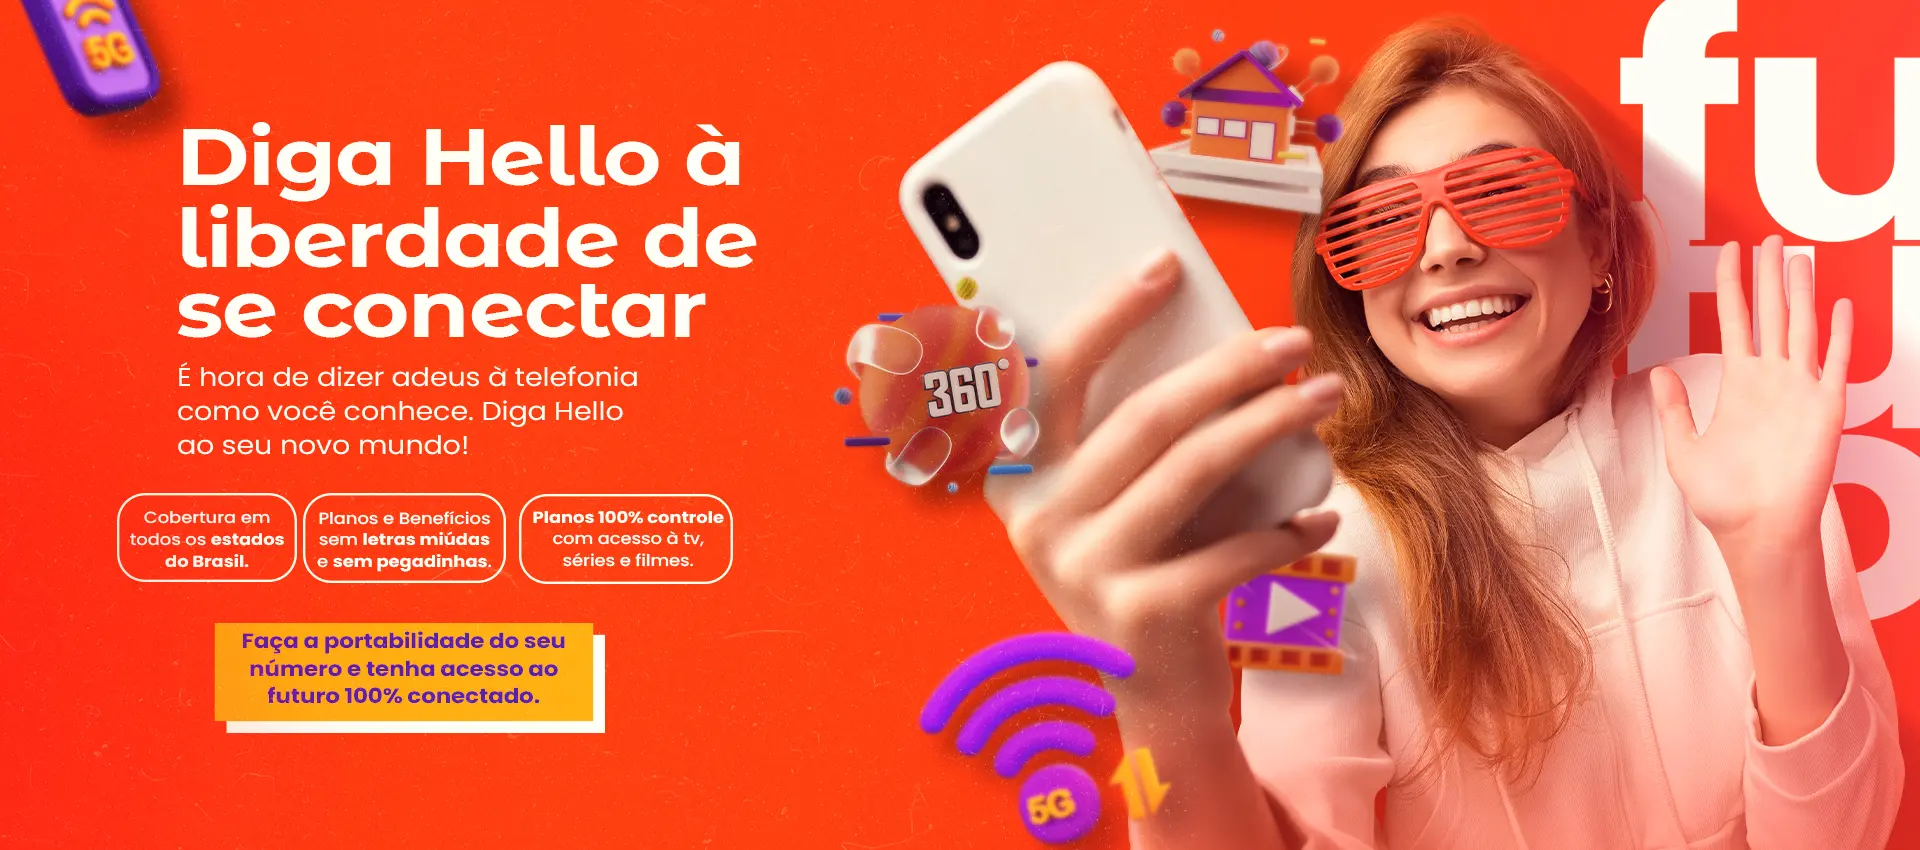 5G
Diga Hello à
liberdade de
se conectar
É hora de dizer adeus à telefonia
como você conhece. Diga Hello
ao seu novo mundo!
Cobertura em
todos os estados
do Brasil.
Planos e Benefícios
sem letras miúdas
e sem pegadinhas.
Planos 100% controle
com acesso à tv,
séries e filmes.
Faça a portabilidade do seu
número e tenha acesso ao
futuro 100% conectado.
360°
5G
fu
tu
ro